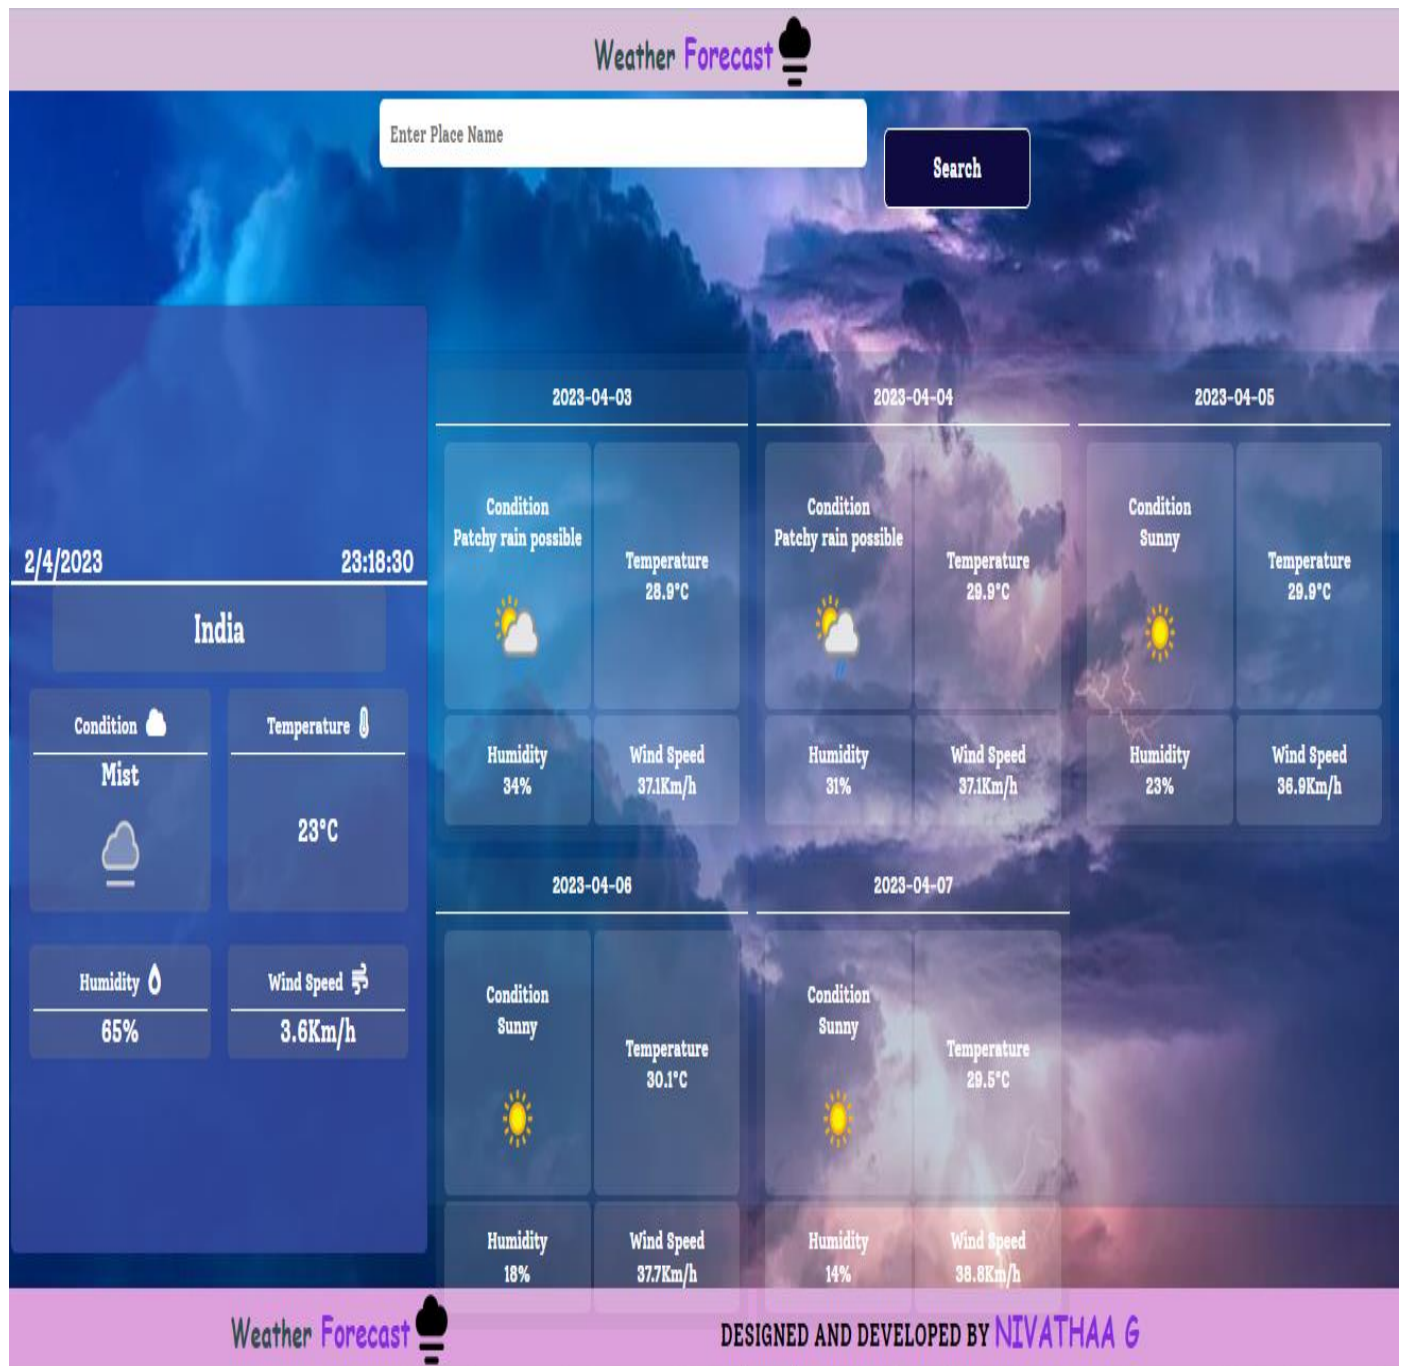 Weather Forecast
Enter Place Name
Search
2/4/2023 23:18:30
India
Condition
Mist
Temperature
23°C
Humidity
65%
Wind Speed
3.6Km/h
2023-04-03
Condition
Patchy rain possible
Temperature
28.9°C
Humidity
34%
Wind Speed
37.1Km/h
2023-04-04
Condition
Patchy rain possible
Temperature
29.9°C
Humidity
31%
Wind Speed
37.1Km/h
2023-04-05
Condition
Sunny
Temperature
29.9°C
Humidity
23%
Wind Speed
36.9Km/h
2023-04-06
Condition
Sunny
Temperature
30.1°C
Humidity
18%
Wind Speed
37.7Km/h
2023-04-07
Condition
Sunny
Temperature
29.5°C
Humidity
14%
Wind Speed
38.8Km/h
Weather Forecast
DESIGNED AND DEVELOPED BY NIVATHAA G